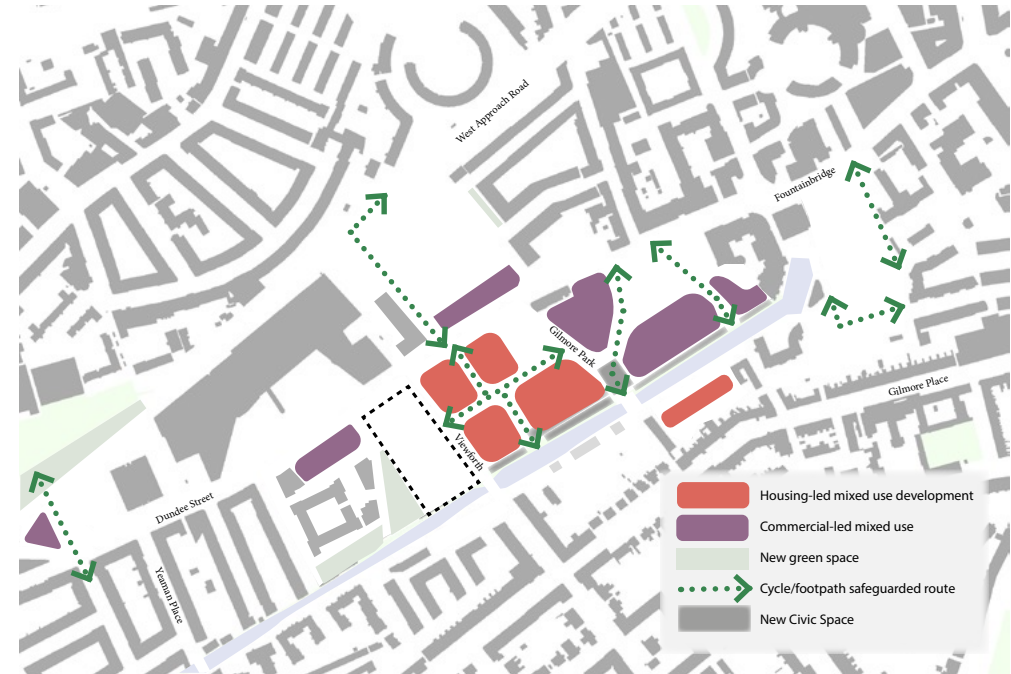 West Approach Road
Fountainbridge
Gilmore Park
Gilmore Place
Viewforth
Dundee Street
Yeaman Place
Housing-led mixed use development
Commercial-led mixed use
New green space
Cycle/footpath safeguarded route
New Civic Space